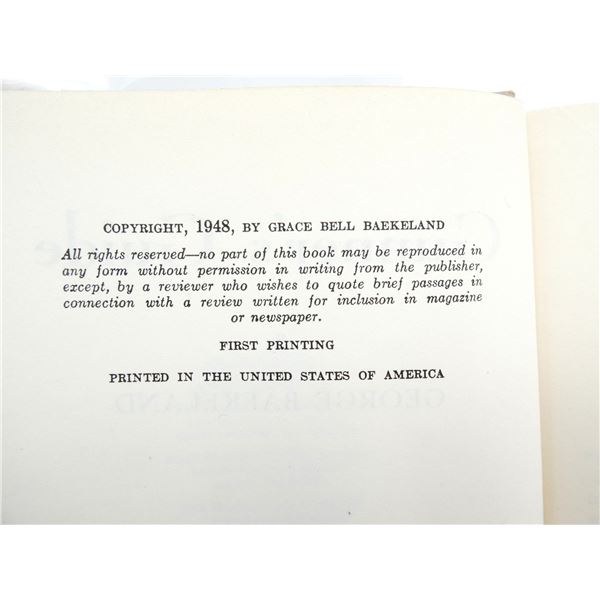 COPYRIGHT, 1948, BY GRACE BELL BAEKELAND
All rights reserved—no part of this book may be reproduced in
any form without permission in writing from the publisher,
except, by a reviewer who wishes to quote brief passages in
connection with a review written for inclusion in magazine
or newspaper.
FIRST PRINTING
PRINTED IN THE UNITED STATES OF AMERICA
GEORGE BAEKELAND